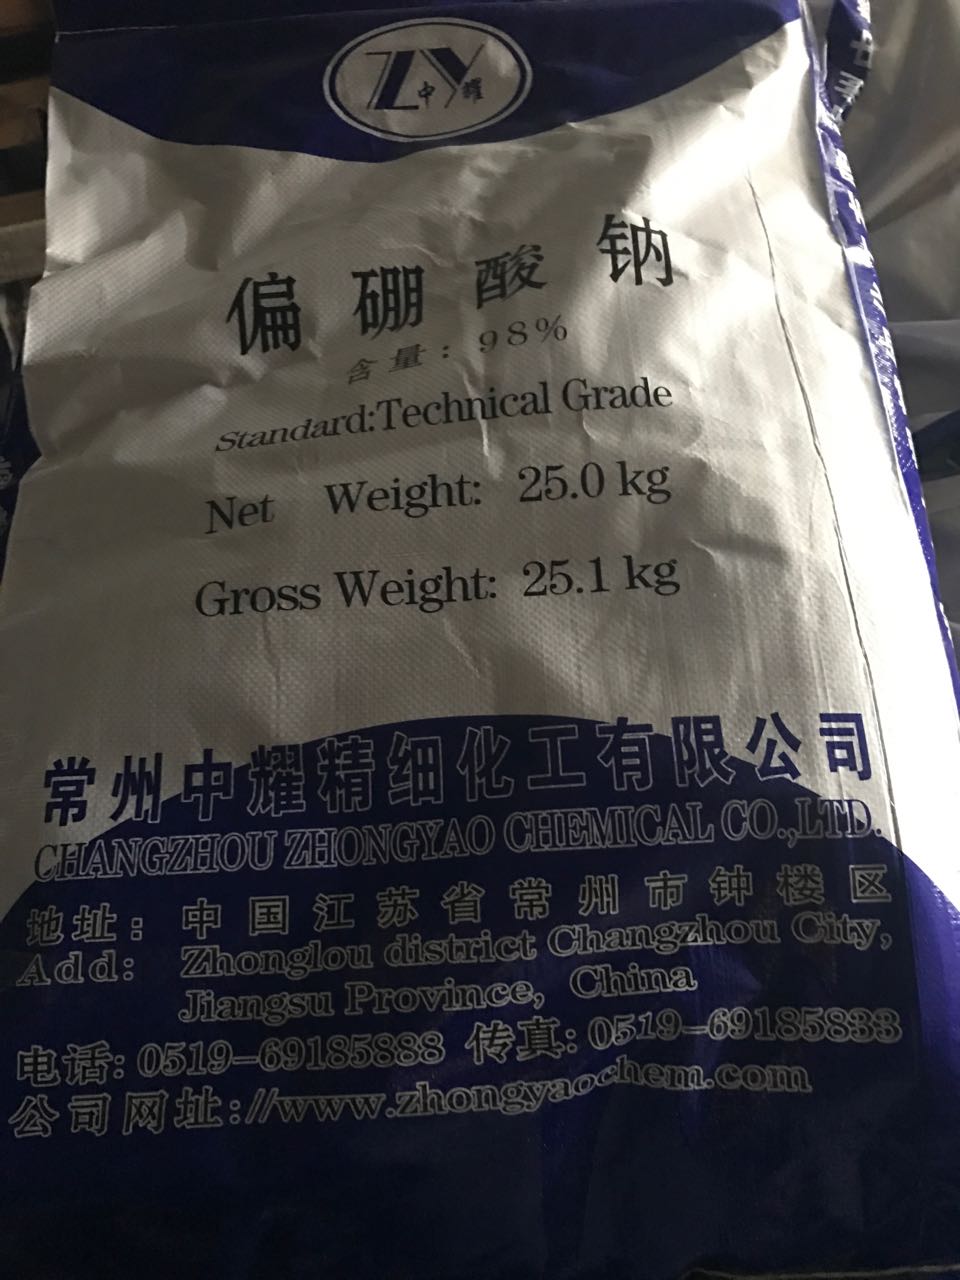 ZY
中耀
偏硼酸钠
含量：98%
Standard:Technical Grade
Net Weight: 25.0 kg
Gross Weight: 25.1 kg
常州中耀精细化工有限公司
CHANGZHOU ZHONGYAO CHEMICAL CO.,LTD.
地址：中国江苏省常州市钟楼区
Add: Zhonglou district Changzhou City,
Jiangsu Province, China
电话: 0519-69185888 传真: 0519-69185833
公司网址://www.zhongyaochem.com